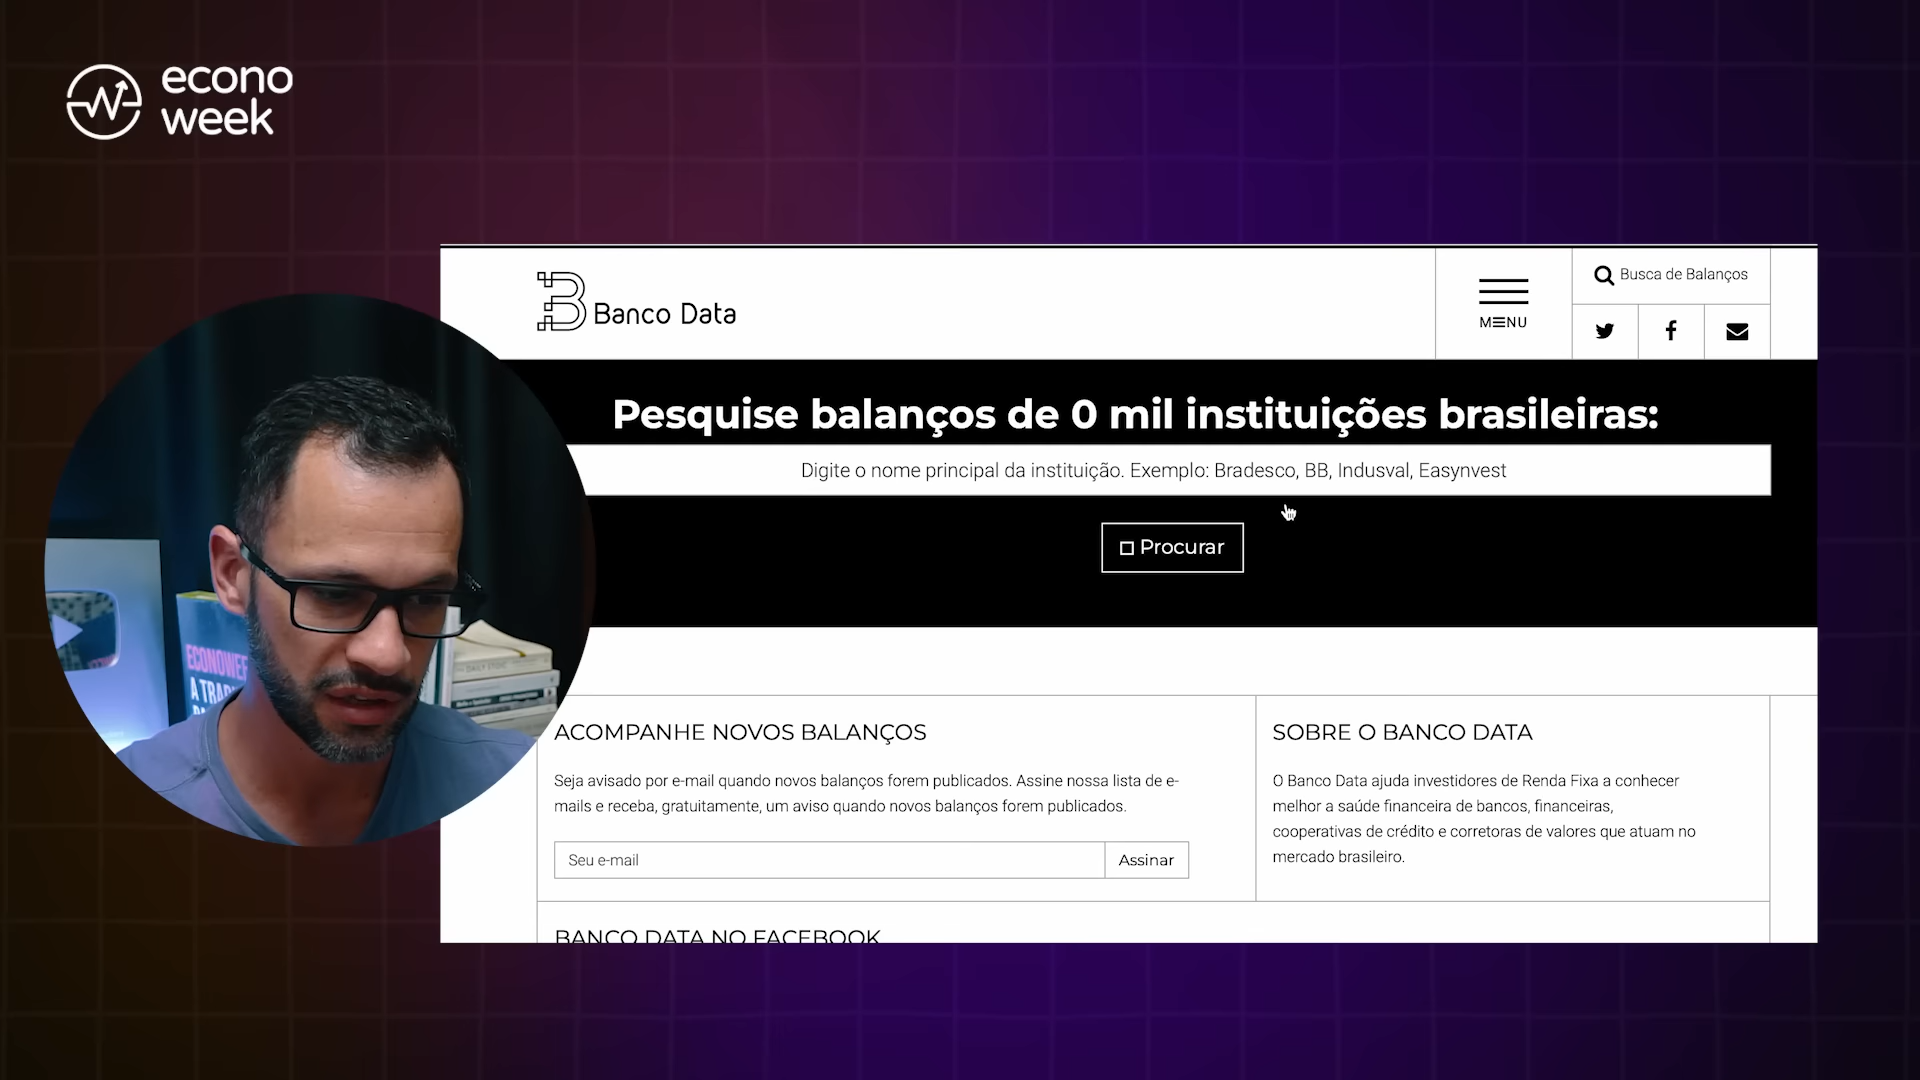 econo
week
Banco Data
MENU
Busca de Balanços
Pesquise balanços de 0 mil instituições brasileiras:
Digite o nome principal da instituição. Exemplo: Bradesco, BB, Indusval, Easynvest
Procurar
ECONOWEE
A TRAD
DAILY STOIC
ACOMPANHE NOVOS BALANÇOS
Seja avisado por e-mail quando novos balanços forem publicados. Assine nossa lista de e-
mails e receba, gratuitamente, um aviso quando novos balanços forem publicados.
Seu e-mail
Assinar
SOBRE O BANCO DATA
O Banco Data ajuda investidores de Renda Fixa a conhecer
melhor a saúde financeira de bancos, financeiras,
cooperativas de crédito e corretoras de valores que atuam no
mercado brasileiro.
BANCO DATA NO FACEBOOK